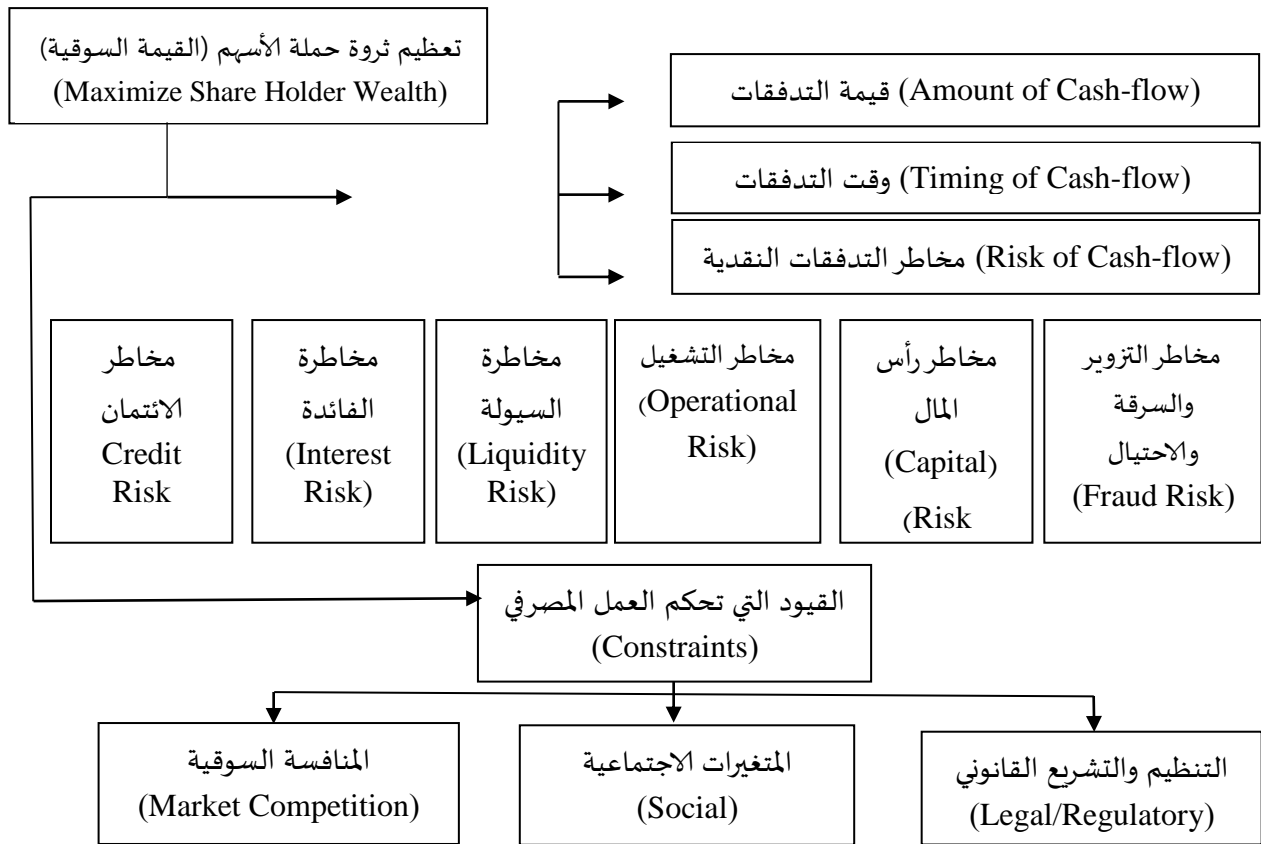 تعظيم ثروة حملة الأسهم (القيمة السوقية)
(Maximize Share Holder Wealth)
قيمة التدفقات (Amount of Cash-flow)
وقت التدفقات (Timing of Cash-flow)
مخاطر التدفقات النقدية (Risk of Cash-flow)
مخاطر
الائتمان
Credit
Risk
مخاطرة
الفائدة
(Interest
Risk)
مخاطرة
السيولة
(Liquidity
Risk)
مخاطر التشغيل
(Operational
Risk)
مخاطر رأس
المال
(Capital)
(Risk
مخاطر التزوير
والسرقة
والاحتيال
(Fraud Risk)
القيود التي تحكم العمل المصرفي
(Constraints)
المنافسة السوقية
(Market Competition)
المتغيرات الاجتماعية
(Social)
التنظيم والتشريع القانوني
(Legal/Regulatory)